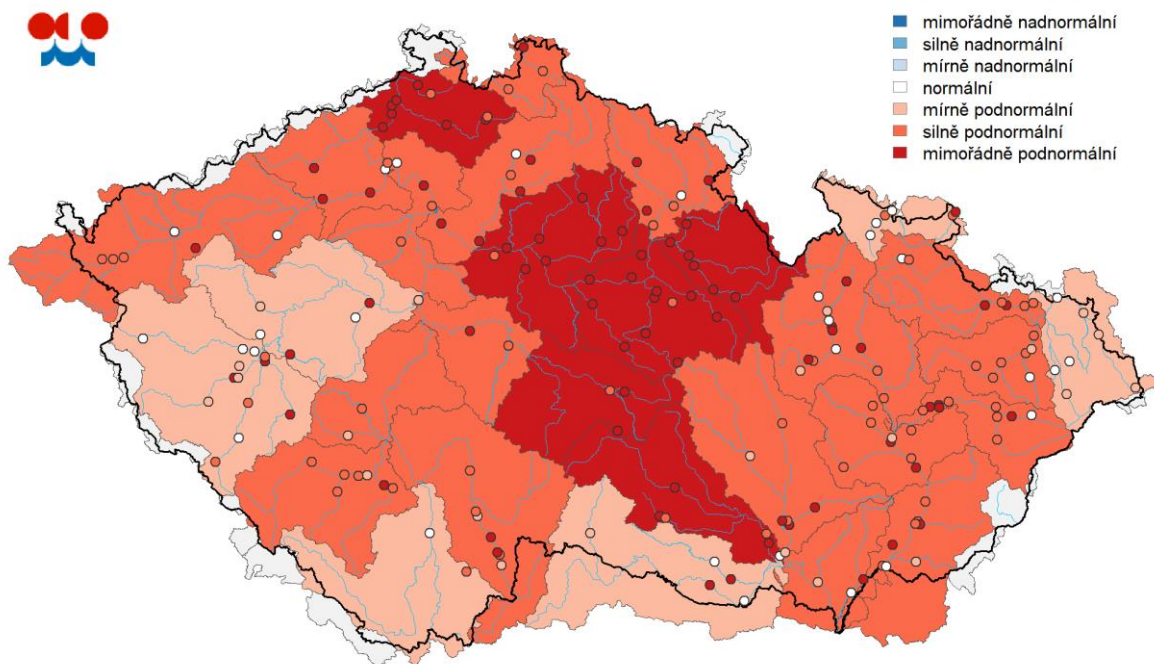 mimořádně nadnormální
silně nadnormální
mírně nadnormální
normální
mírně podnormální
silně podnormální
mimořádně podnormální